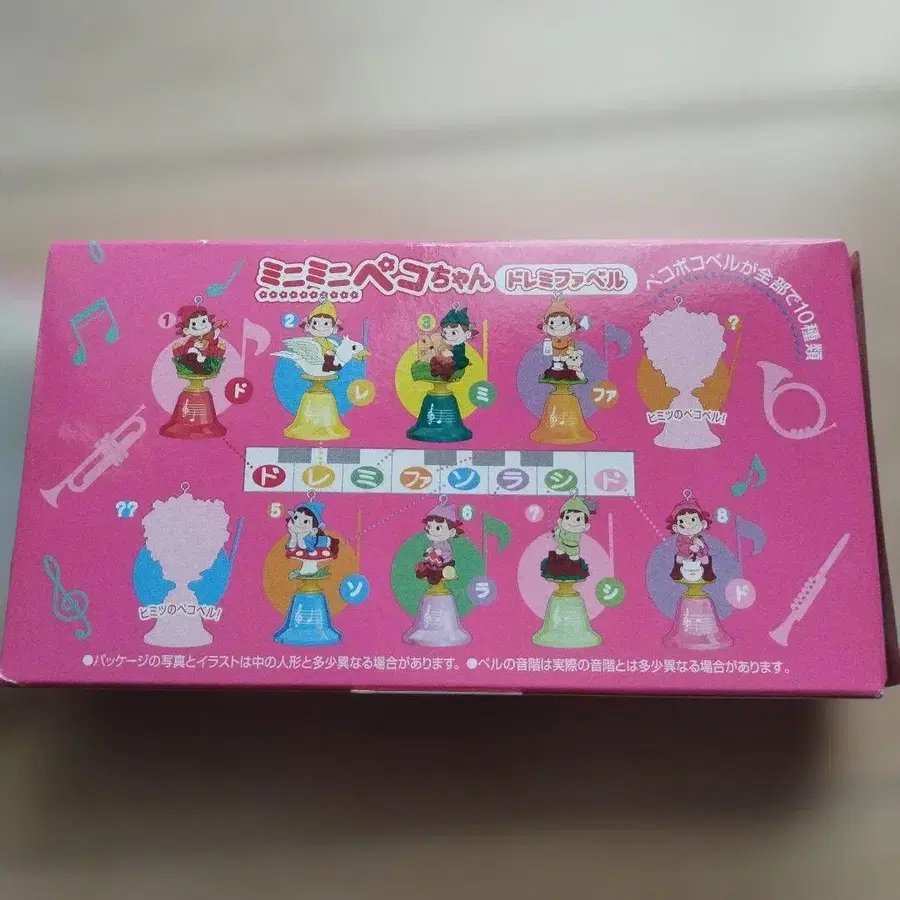 ミニミニペコちゃん ドレミファベル
ペコポコベルが全部で10種類
1 ド
2 レ
3 ミ
4 ファ
?
ヒミツのペコベル!
ド レ ミ ファ ソ ラ シ ド
??
ヒミツのペコベル!
5 ソ
6 ラ
7 シ
8 ド
●パッケージの写真とイラストは中の人形と多少異なる場合があります。●ベルの音階は実際の音階とは多少異なる場合があります。